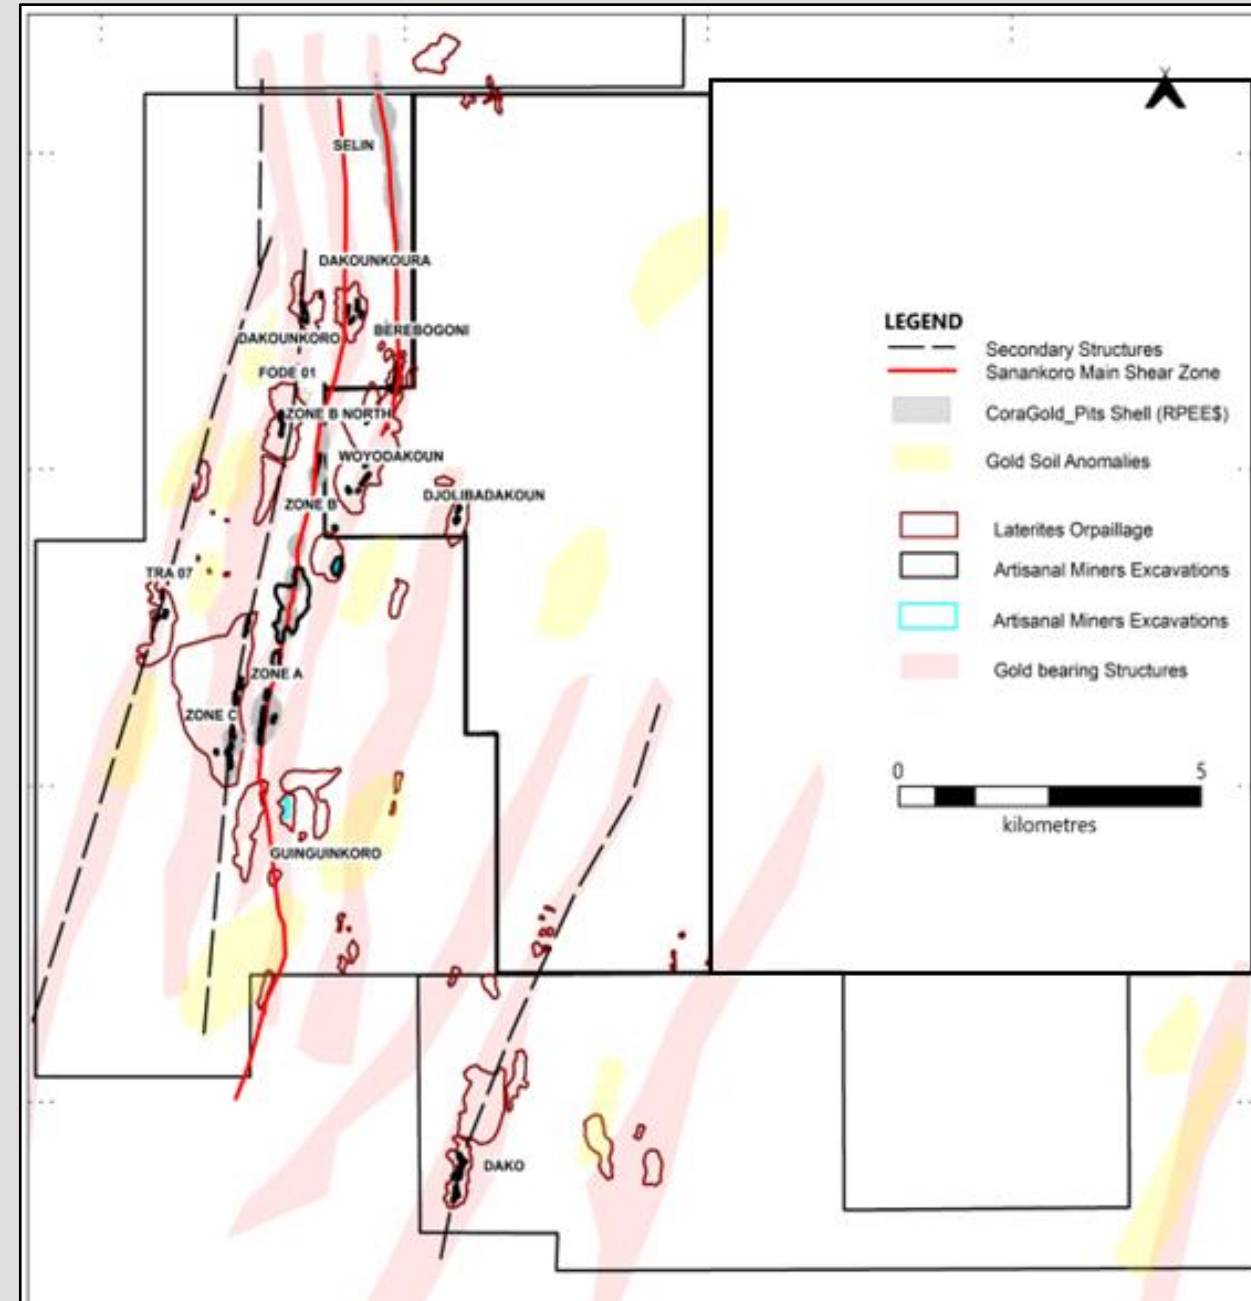 SELIN
DAKOUNKOURA
DAKOUNKORO
BEREBOGONI
FODE 01
ZONE B NORTH
WOYODAKOUN
ZONE B
DJOLIBADAKOUN
TRA 07
ZONE A
ZONE C
GUINGUINKORO
DAKO
LEGEND
Secondary Structures
Sanankoro Main Shear Zone
CoraGold_Pits Shell (RPEE$)
Gold Soil Anomalies
Laterites Orpaillage
Artisanal Miners Excavations
Artisanal Miners Excavations
Gold bearing Structures
0 5
kilometres